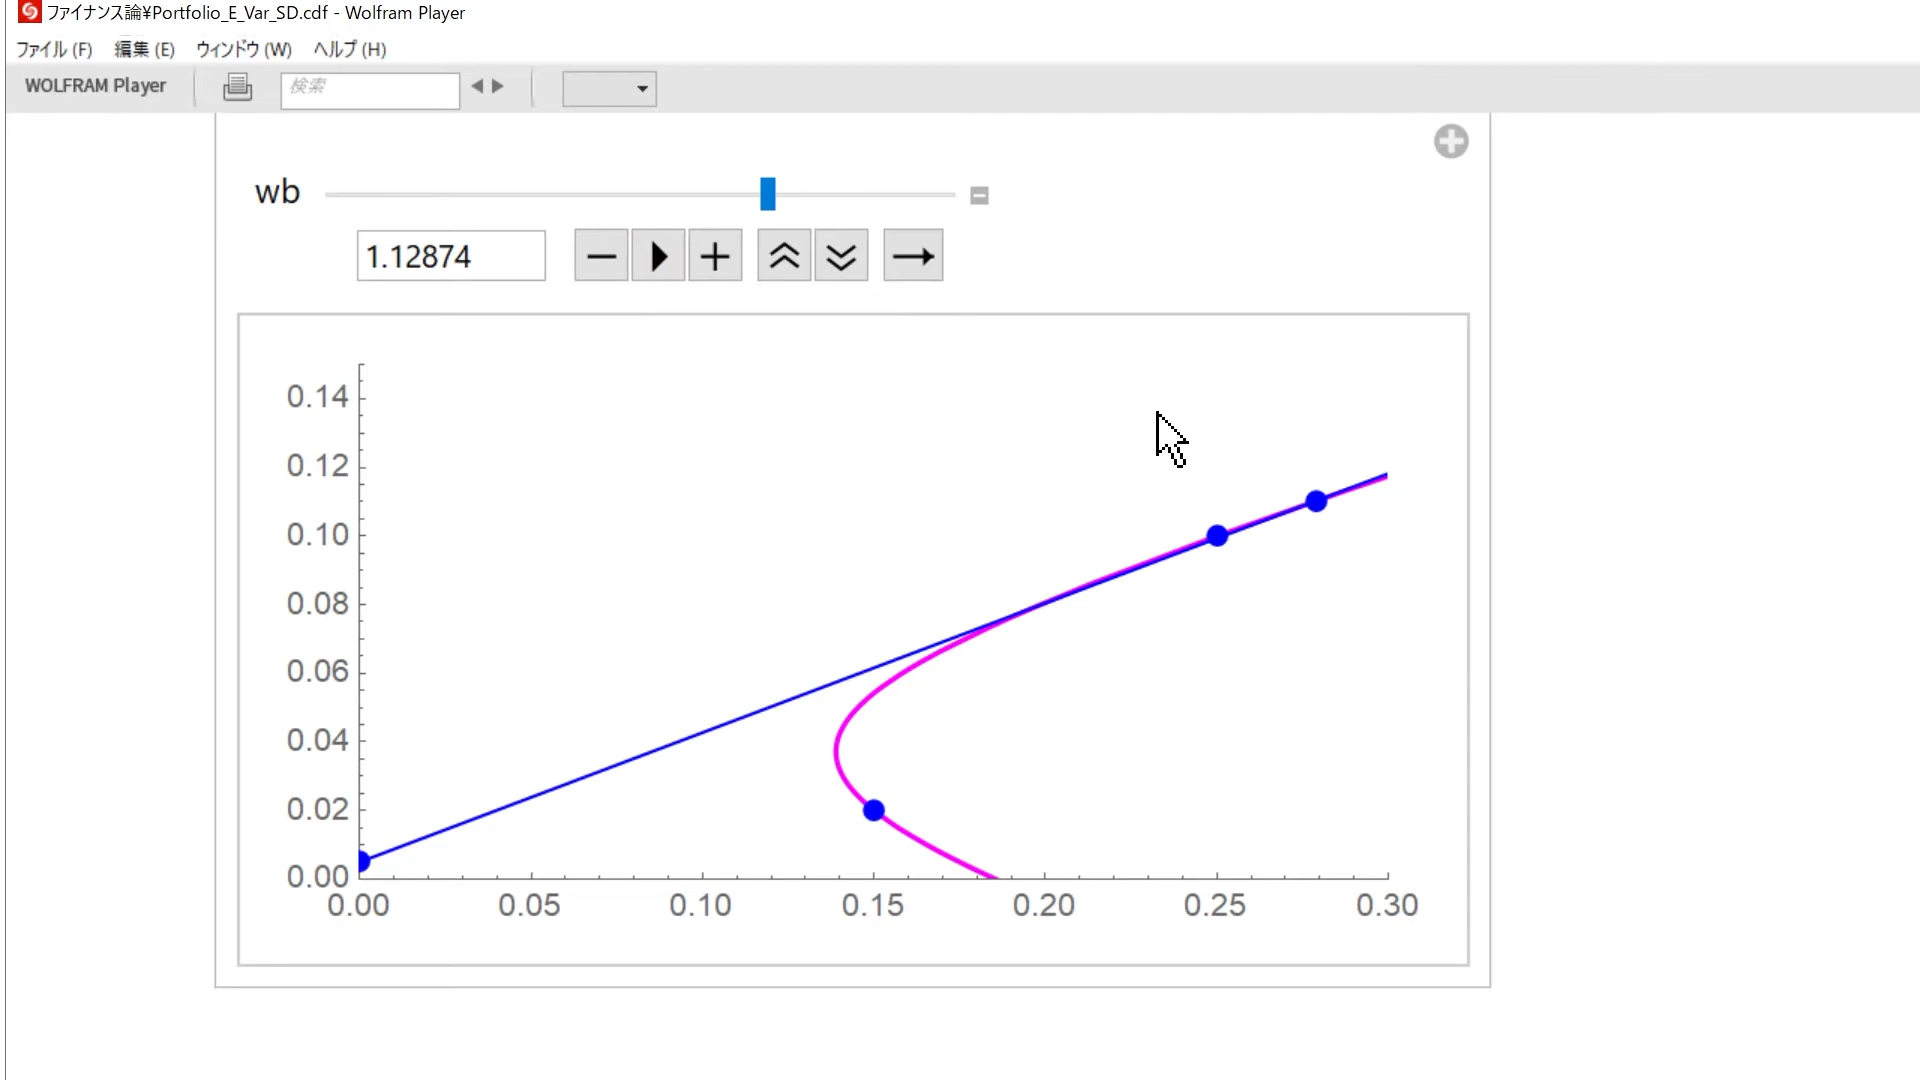 ファイナンス論¥Portfolio_E_Var_SD.cdf - Wolfram Player
ファイル (F) 編集 (E) ウィンドウ (W) ヘルプ (H)
WOLFRAM Player 検索
wb
1.12874
0.14
0.12
0.10
0.08
0.06
0.04
0.02
0.00
0.00 0.05 0.10 0.15 0.20 0.25 0.30